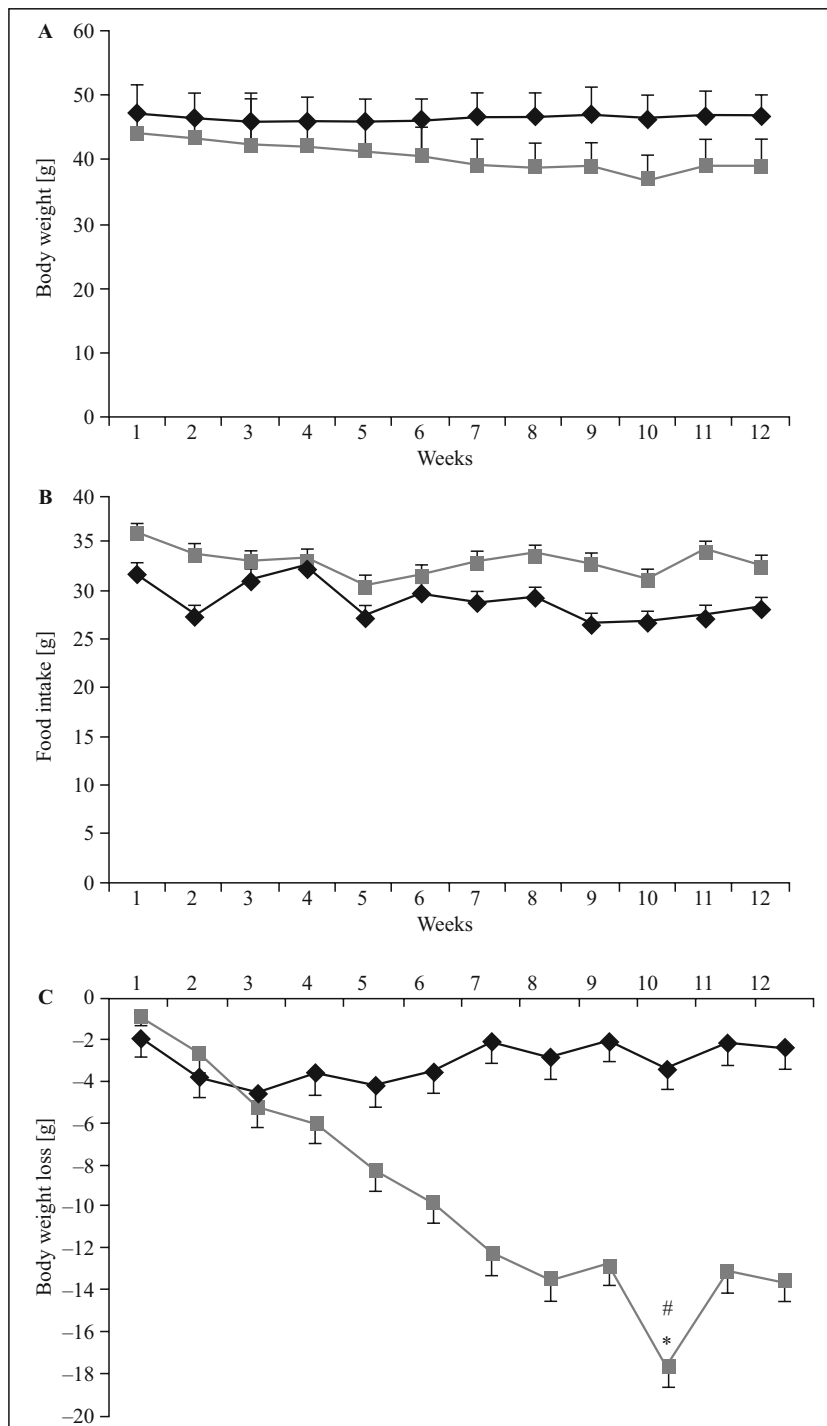 A
60
50
40
30
20
10
0
Body weight [g]
1 2 3 4 5 6 7 8 9 10 11 12
Weeks
B
40
35
30
25
20
15
10
5
0
Food intake [g]
1 2 3 4 5 6 7 8 9 10 11 12
Weeks
C
1 2 3 4 5 6 7 8 9 10 11 12
0
–2
–4
–6
–8
–10
–12
–14
–16
–18
–20
Body weight loss [g]
#
*